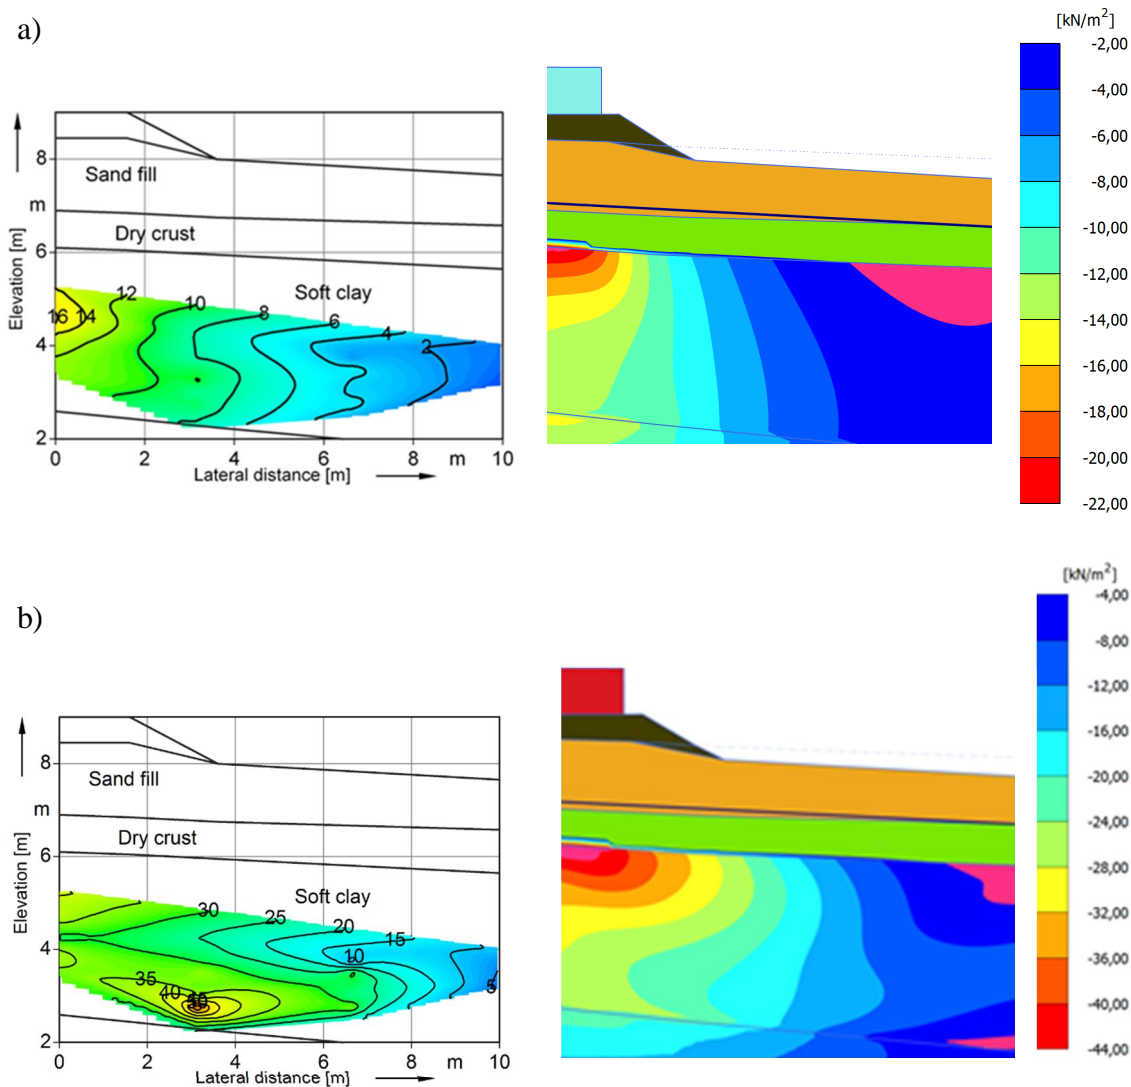 a)
[kN/m²]
-2,00
-4,00
-6,00
-8,00
-10,00
-12,00
-14,00
-16,00
-18,00
-20,00
-22,00
8
m
6
4
2
Elevation [m]
Sand fill
Dry crust
Soft clay
16 14 12 10 8 6 4 2
0 2 4 6 8 m 10
Lateral distance [m]
b)
[kN/m²]
-4,00
-8,00
-12,00
-16,00
-20,00
-24,00
-28,00
-32,00
-36,00
-40,00
-44,00
8
m
6
4
2
Elevation [m]
Sand fill
Dry crust
Soft clay
30 25 20 15 10 5
35 40
0 2 4 6 8 m 10
Lateral distance [m]